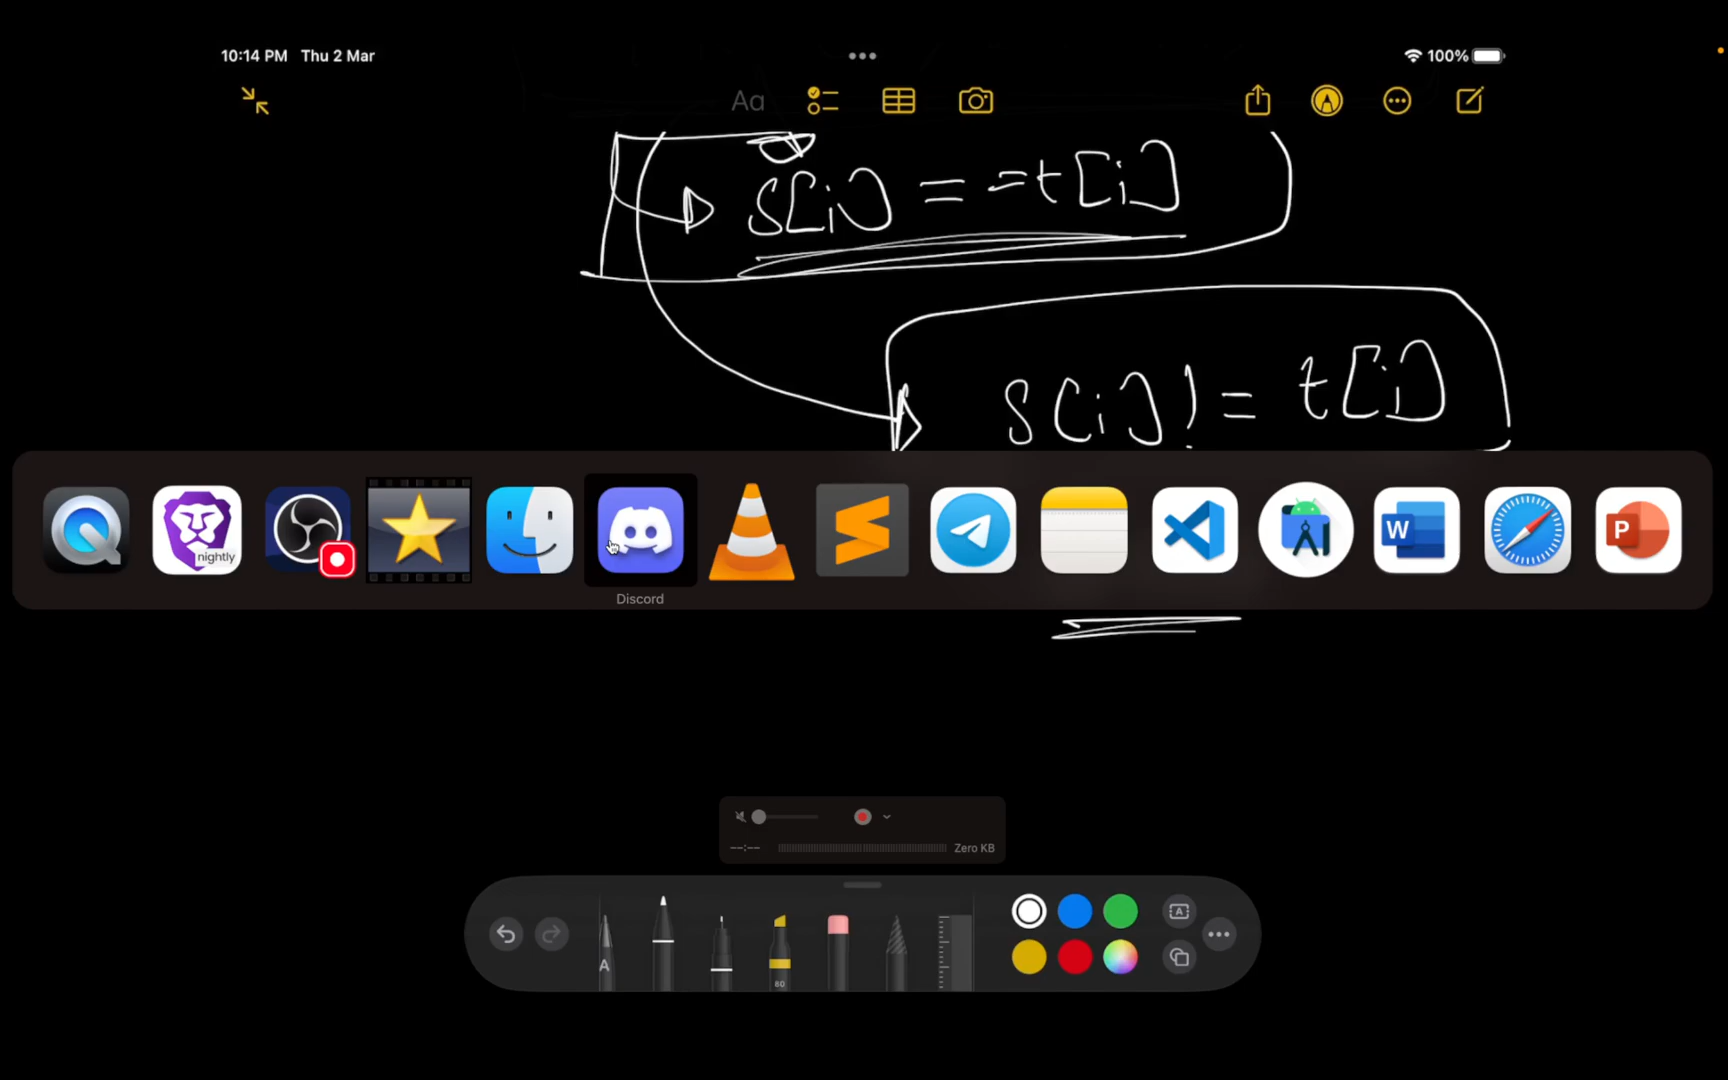 10:14 PM Thu 2 Mar
100%
Aa
s[i] = =t[i]
s[i] != t[i]
nightly
W
P
Discord
--:--
Zero KB
A
80
A